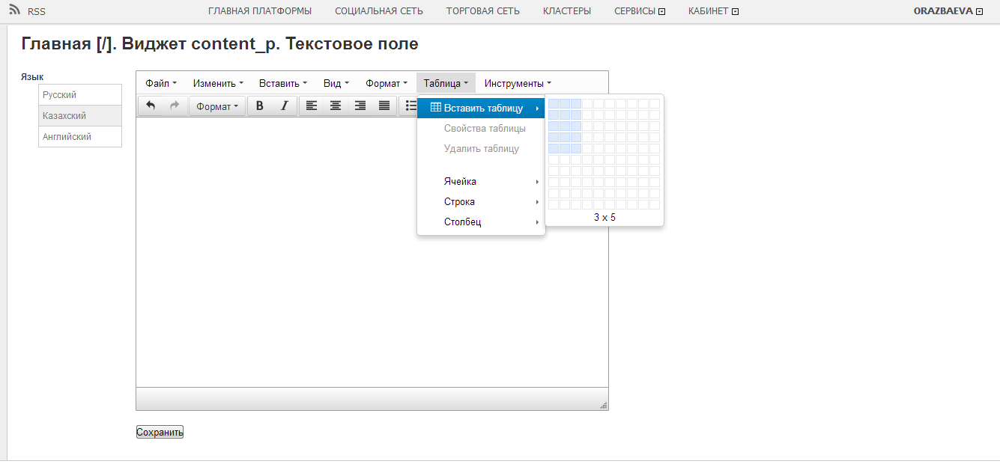 RSS ГЛАВНАЯ ПЛАТФОРМЫ СОЦИАЛЬНАЯ СЕТЬ ТОРГОВАЯ СЕТЬ КЛАСТЕРЫ СЕРВИСЫ КАБИНЕТ ORAZBAEVA
Главная [/]. Виджет content_p. Текстовое поле
Язык
Русский
Казахский
Английский
Файл Изменить Вставить Вид Формат Таблица Инструменты
Формат B I
Вставить таблицу
Свойства таблицы
Удалить таблицу
Ячейка
Строка
Столбец
3 x 5
Сохранить